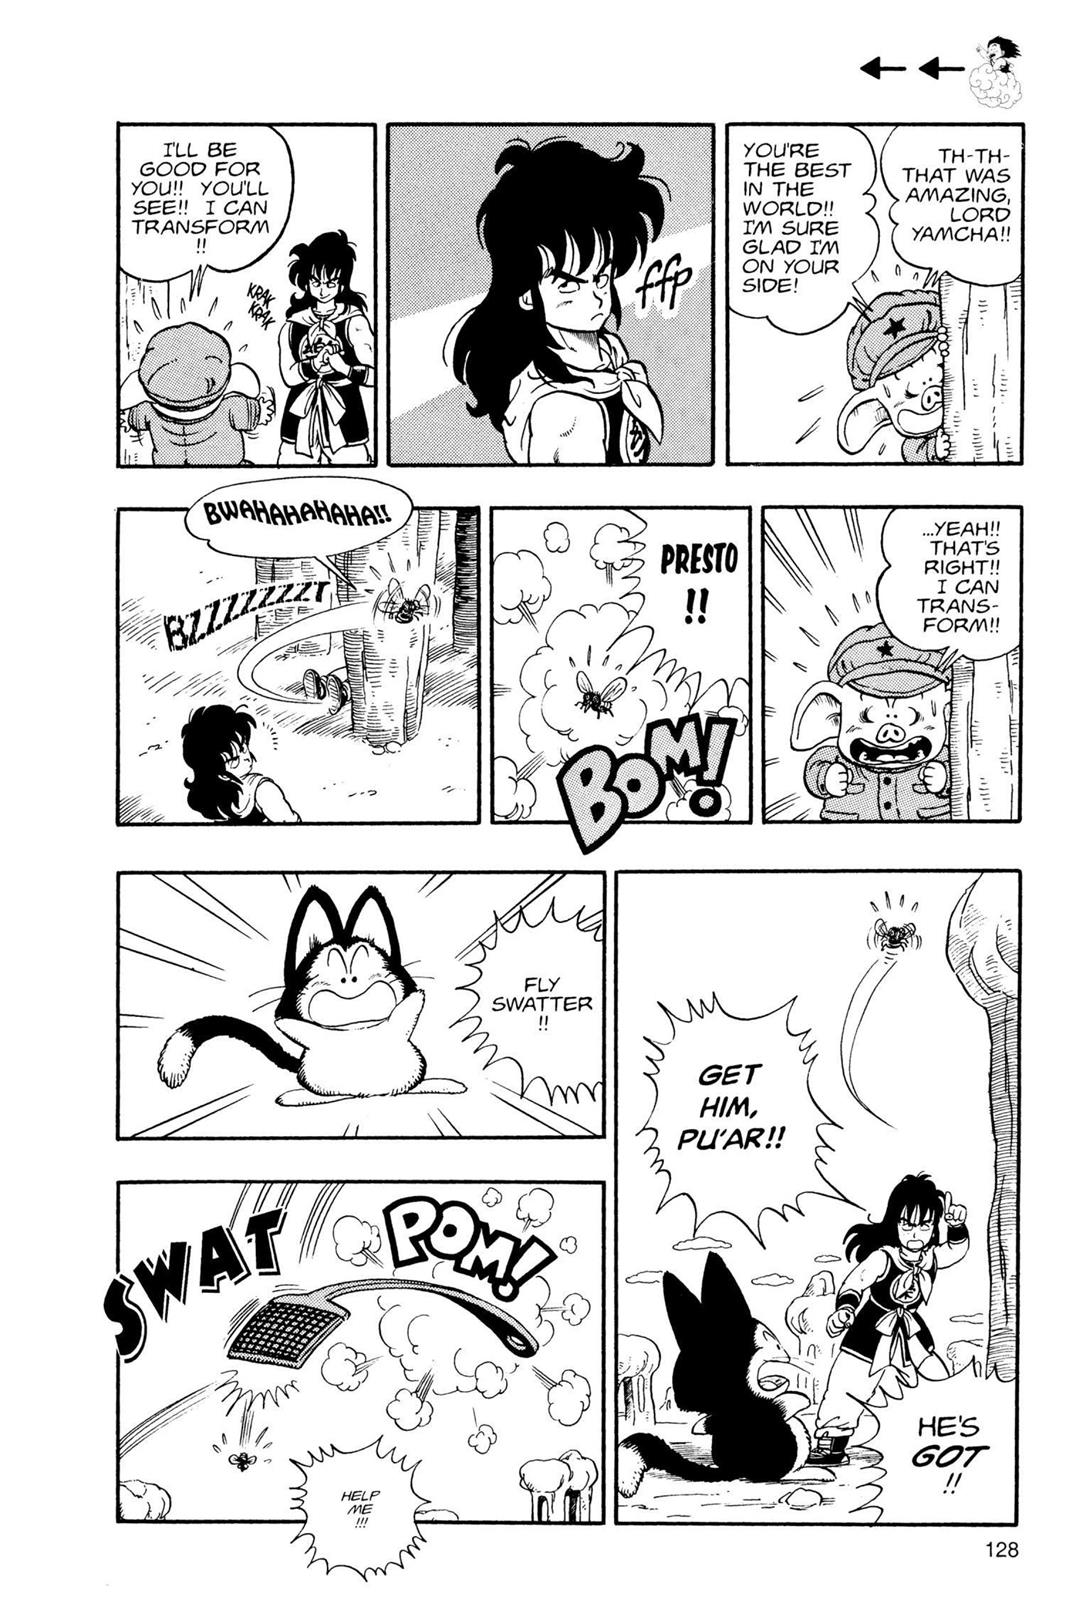 TH-TH-
THAT WAS
AMAZING,
LORD
YAMCHA!!
YOU'RE
THE BEST
IN THE
WORLD!!
I'M SURE
GLAD I'M
ON YOUR
SIDE!
ffp
I'LL BE
GOOD FOR
YOU!! YOU'LL
SEE!! I CAN
TRANSFORM
!!
KRAK
KRAK
...YEAH!!
THAT'S
RIGHT!!
I CAN
TRANS-
FORM!!
PRESTO
!!
BOM!
BWAHAHAHAHA!!
BZZZZZZZT
GET
HIM,
PU'AR!!
HE'S
GOT
!!
FLY
SWATTER
!!
POM!
SWAT
HELP
ME
!!!
128